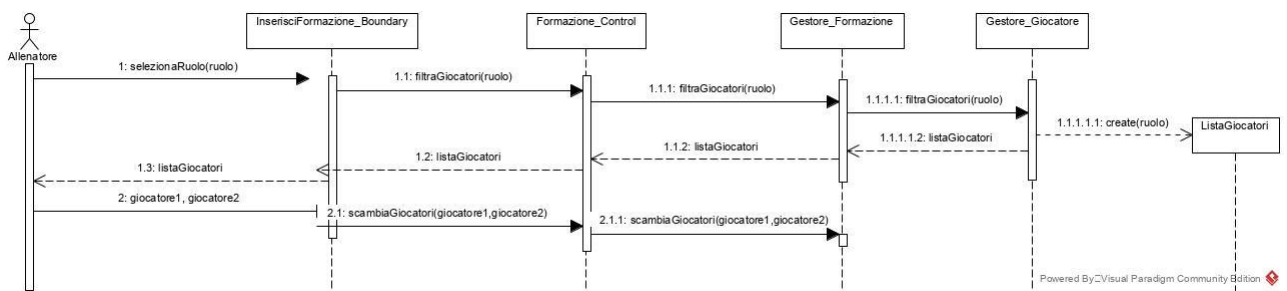 InserisciFormazione_Boundary
Formazione_Control
Gestore_Formazione
Gestore_Giocatore
Allenatore
1: selezionaRuolo(ruolo)
1.1: filtraGiocatori(ruolo)
1.1.1: filtraGiocatori(ruolo)
1.1.1.1: filtraGiocatori(ruolo)
1.1.1.1.1: create(ruolo)
ListaGiocatori
1.1.1.1.2: listaGiocatori
1.1.2: listaGiocatori
1.2: listaGiocatori
1.3: listaGiocatori
2: giocatore1, giocatore2
2.1: scambiaGiocatori(giocatore1,giocatore2)
2.1.1: scambiaGiocatori(giocatore1,giocatore2)
Powered By Visual Paradigm Community Edition